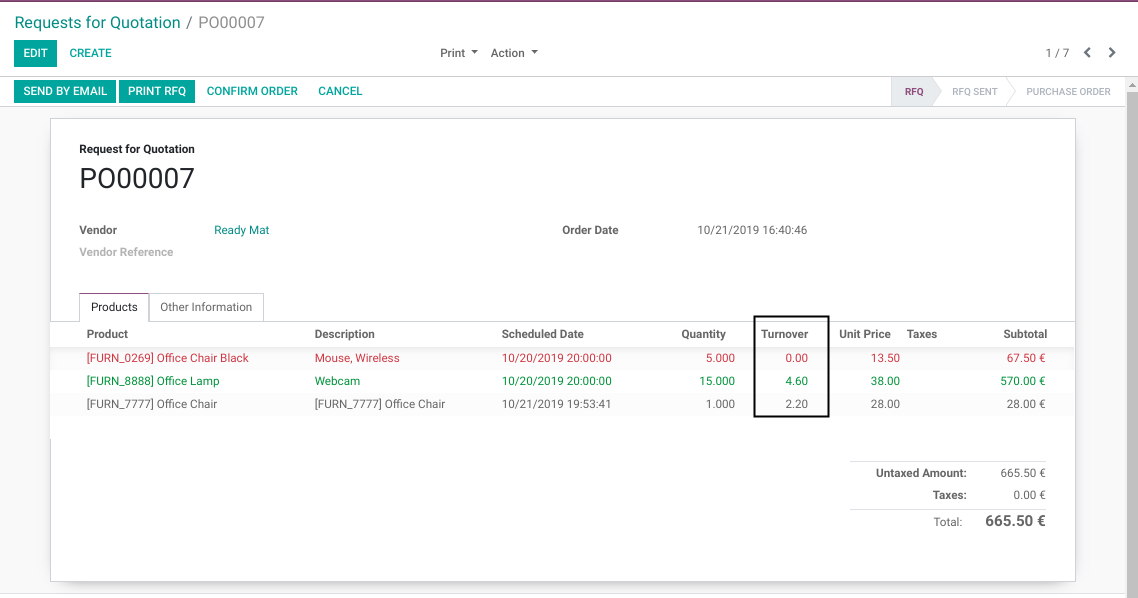 Requests for Quotation / PO00007
EDIT CREATE Print Action 1 / 7
SEND BY EMAIL PRINT RFQ CONFIRM ORDER CANCEL RFQ RFQ SENT PURCHASE ORDER
Request for Quotation
PO00007
Vendor Ready Mat Order Date 10/21/2019 16:40:46
Vendor Reference
Products Other Information
Product Description Scheduled Date Quantity Turnover Unit Price Taxes Subtotal
[FURN_0269] Office Chair Black Mouse, Wireless 10/20/2019 20:00:00 5.000 0.00 13.50 67.50 €
[FURN_8888] Office Lamp Webcam 10/20/2019 20:00:00 15.000 4.60 38.00 570.00 €
[FURN_7777] Office Chair [FURN_7777] Office Chair 10/21/2019 19:53:41 1.000 2.20 28.00 28.00 €
Untaxed Amount: 665.50 €
Taxes: 0.00 €
Total: 665.50 €